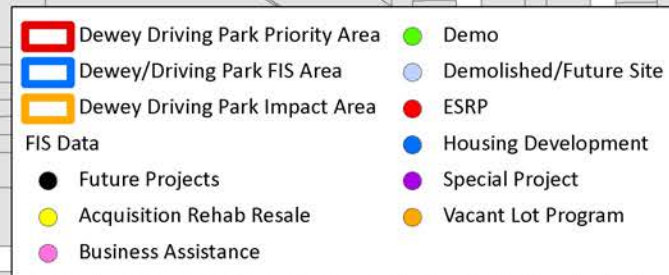 Dewey Driving Park Priority Area
Dewey/Driving Park FIS Area
Dewey Driving Park Impact Area
FIS Data
Future Projects
Acquisition Rehab Resale
Business Assistance
Demo
Demolished/Future Site
ESRP
Housing Development
Special Project
Vacant Lot Program